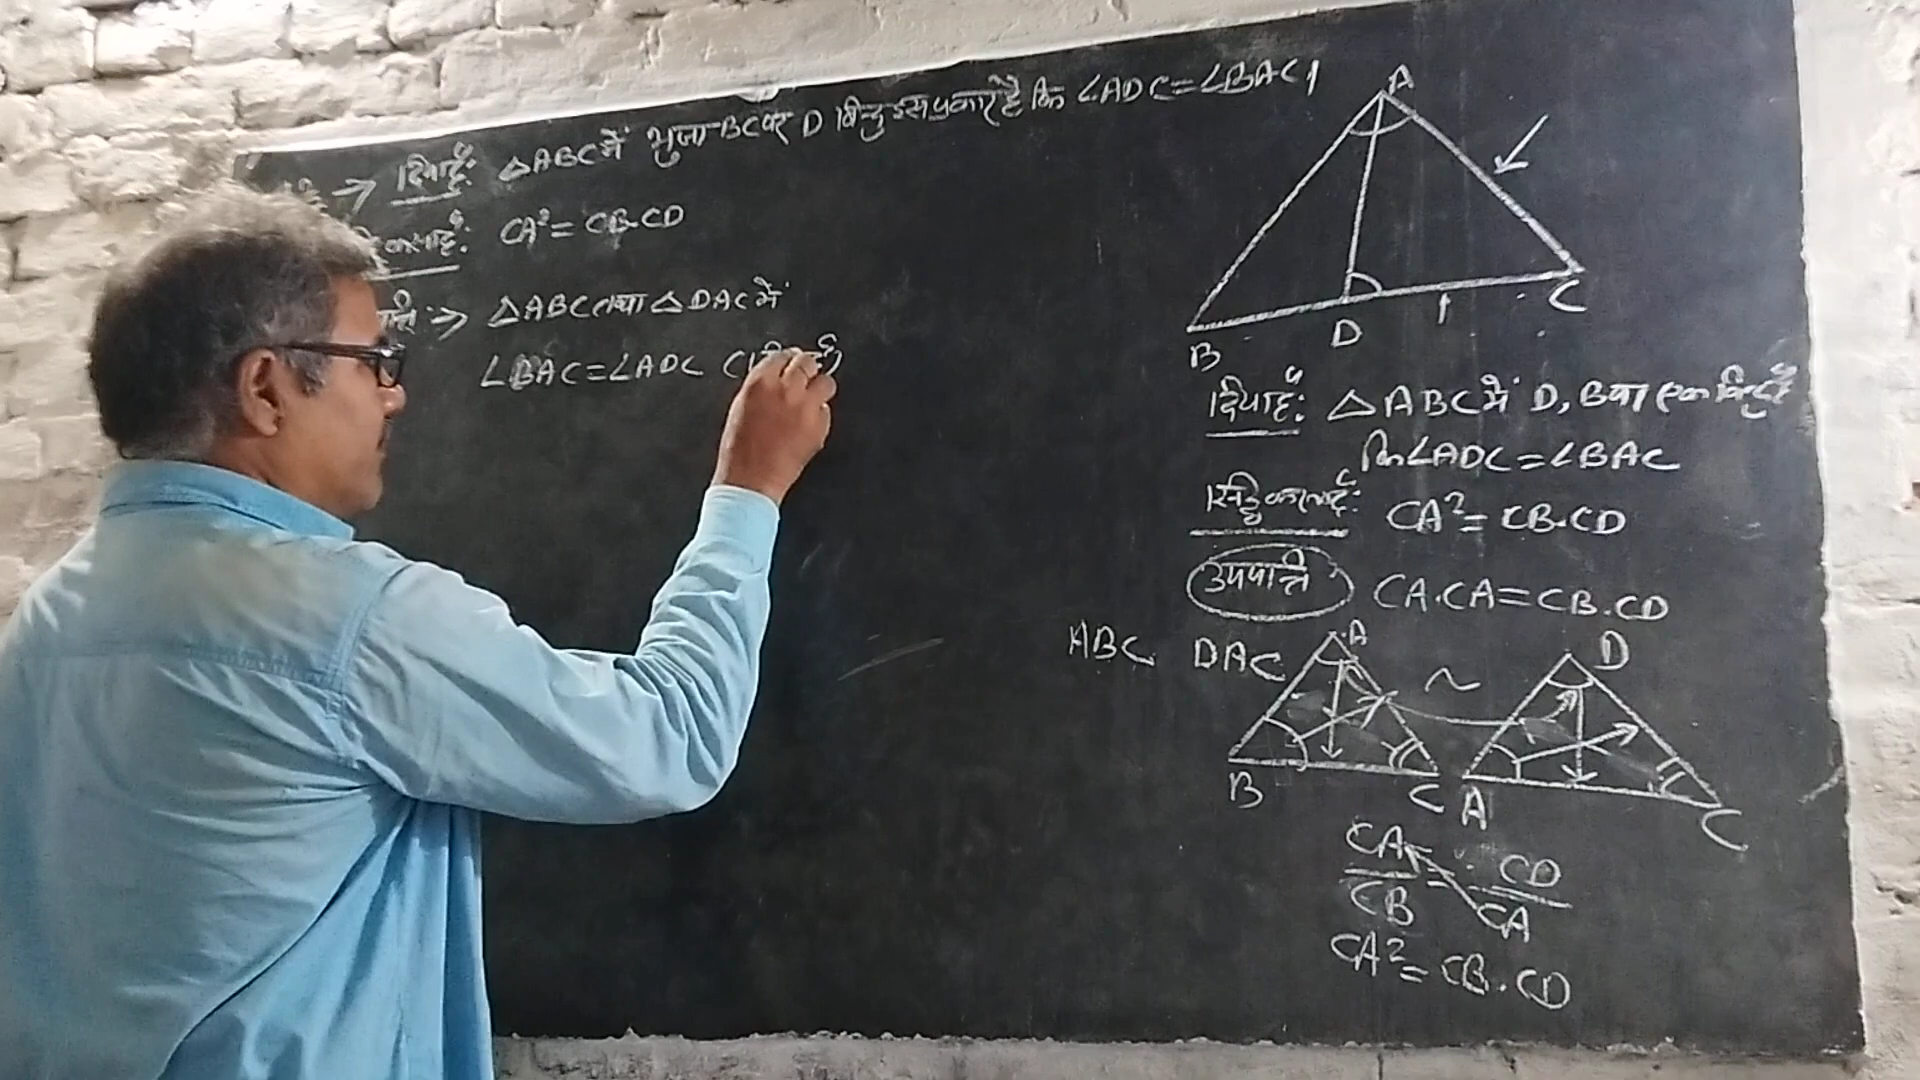 → दिया है: △ABC में भुजा BC पर D बिन्दु इस प्रकार है कि ∠ADC=∠BAC।
CA²= CB.CD
:→ △ABC तथा △DAC में
∠BAC=∠ADC
A
B
D
C
दिया है: △ABC में D, BC का एक बिन्दु है
कि ∠ADC=∠BAC
सिद्ध करना है: CA²= CB.CD
उपपत्ति CA.CA=CB.CD
ABC DAC
A
B
C
~
D
A
C
CA/CB = CD/CA
CA²= CB.CD